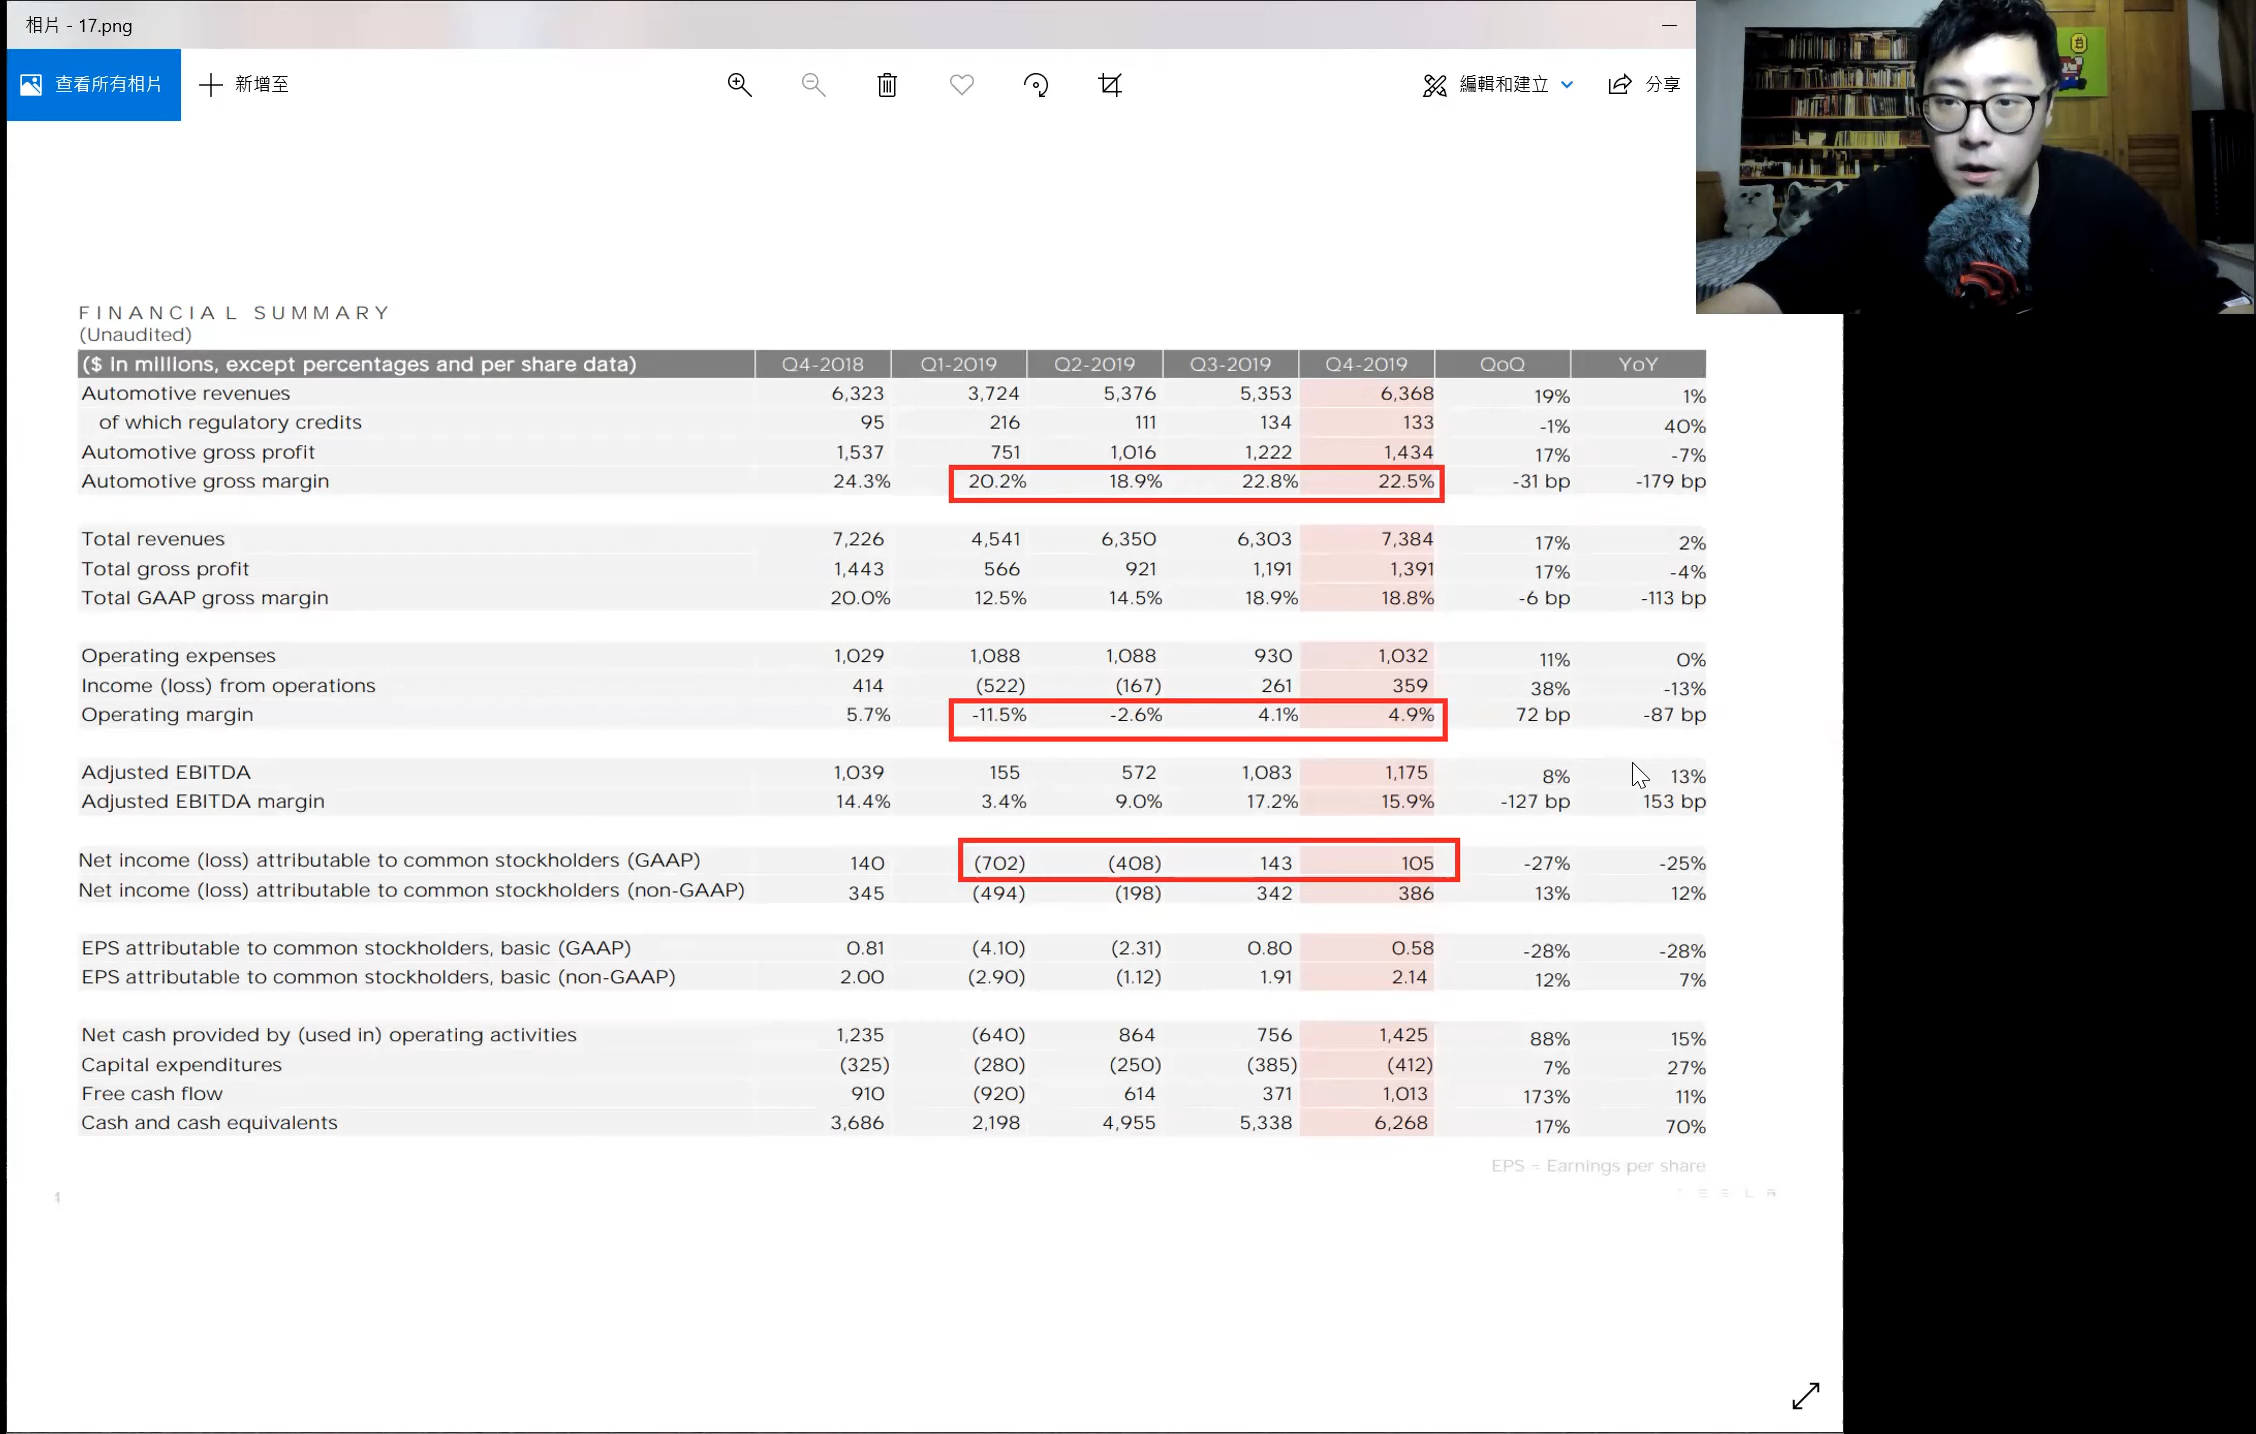 相片 - 17.png
查看所有相片 新增至 編輯和建立 分享
FINANCIAL SUMMARY
(Unaudited)
($ in millions, except percentages and per share data) Q4-2018 Q1-2019 Q2-2019 Q3-2019 Q4-2019 QoQ YoY
Automotive revenues 6,323 3,724 5,376 5,353 6,368 19% 1%
of which regulatory credits 95 216 111 134 133 -1% 40%
Automotive gross profit 1,537 751 1,016 1,222 1,434 17% -7%
Automotive gross margin 24.3% 20.2% 18.9% 22.8% 22.5% -31 bp -179 bp
Total revenues 7,226 4,541 6,350 6,303 7,384 17% 2%
Total gross profit 1,443 566 921 1,191 1,391 17% -4%
Total GAAP gross margin 20.0% 12.5% 14.5% 18.9% 18.8% -6 bp -113 bp
Operating expenses 1,029 1,088 1,088 930 1,032 11% 0%
Income (loss) from operations 414 (522) (167) 261 359 38% -13%
Operating margin 5.7% -11.5% -2.6% 4.1% 4.9% 72 bp -87 bp
Adjusted EBITDA 1,039 155 572 1,083 1,175 8% 13%
Adjusted EBITDA margin 14.4% 3.4% 9.0% 17.2% 15.9% -127 bp 153 bp
Net income (loss) attributable to common stockholders (GAAP) 140 (702) (408) 143 105 -27% -25%
Net income (loss) attributable to common stockholders (non-GAAP) 345 (494) (198) 342 386 13% 12%
EPS attributable to common stockholders, basic (GAAP) 0.81 (4.10) (2.31) 0.80 0.58 -28% -28%
EPS attributable to common stockholders, basic (non-GAAP) 2.00 (2.90) (1.12) 1.91 2.14 12% 7%
Net cash provided by (used in) operating activities 1,235 (640) 864 756 1,425 88% 15%
Capital expenditures (325) (280) (250) (385) (412) 7% 27%
Free cash flow 910 (920) 614 371 1,013 173% 11%
Cash and cash equivalents 3,686 2,198 4,955 5,338 6,268 17% 70%
EPS = Earnings per share
TESLA